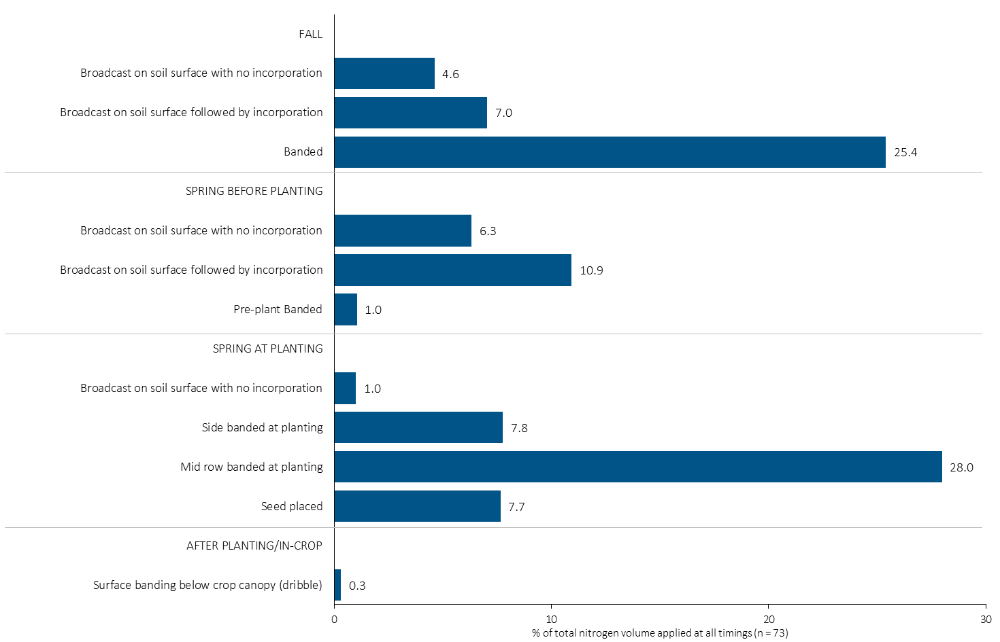 FALL
Broadcast on soil surface with no incorporation 4.6
Broadcast on soil surface followed by incorporation 7.0
Banded 25.4
SPRING BEFORE PLANTING
Broadcast on soil surface with no incorporation 6.3
Broadcast on soil surface followed by incorporation 10.9
Pre-plant Banded 1.0
SPRING AT PLANTING
Broadcast on soil surface with no incorporation 1.0
Side banded at planting 7.8
Mid row banded at planting 28.0
Seed placed 7.7
AFTER PLANTING/IN-CROP
Surface banding below crop canopy (dribble) 0.3
0 10 20 30
% of total nitrogen volume applied at all timings (n = 73)